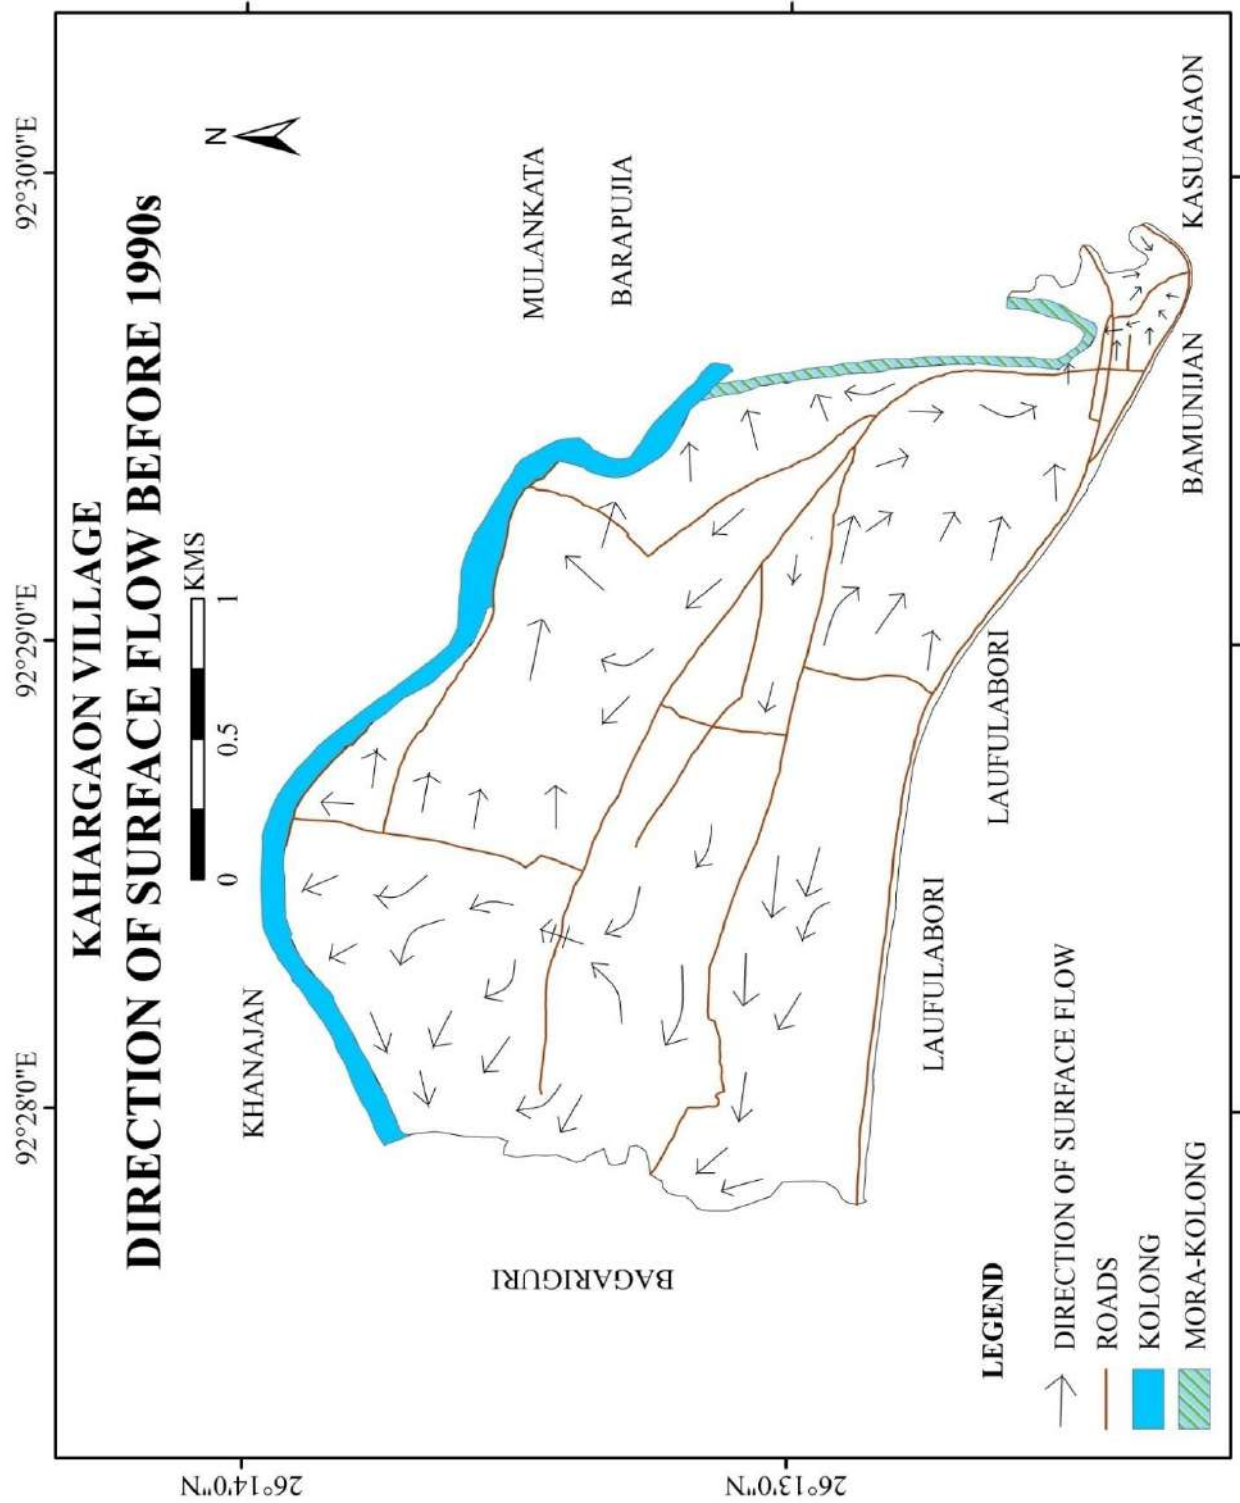 KAHARGAON VILLAGE
DIRECTION OF SURFACE FLOW BEFORE 1990s
92°28'0"E
92°29'0"E
92°30'0"E
0 0.5 1 KMS
N
26°14'0"N
26°13'0"N
KHANAJAN
MULANKATA
BARAPUJIA
BAGARIGURI
LAUFULABORI
LAUFULABORI
BAMUNIJAN
KASUAGAON
LEGEND
DIRECTION OF SURFACE FLOW
ROADS
KOLONG
MORA-KOLONG